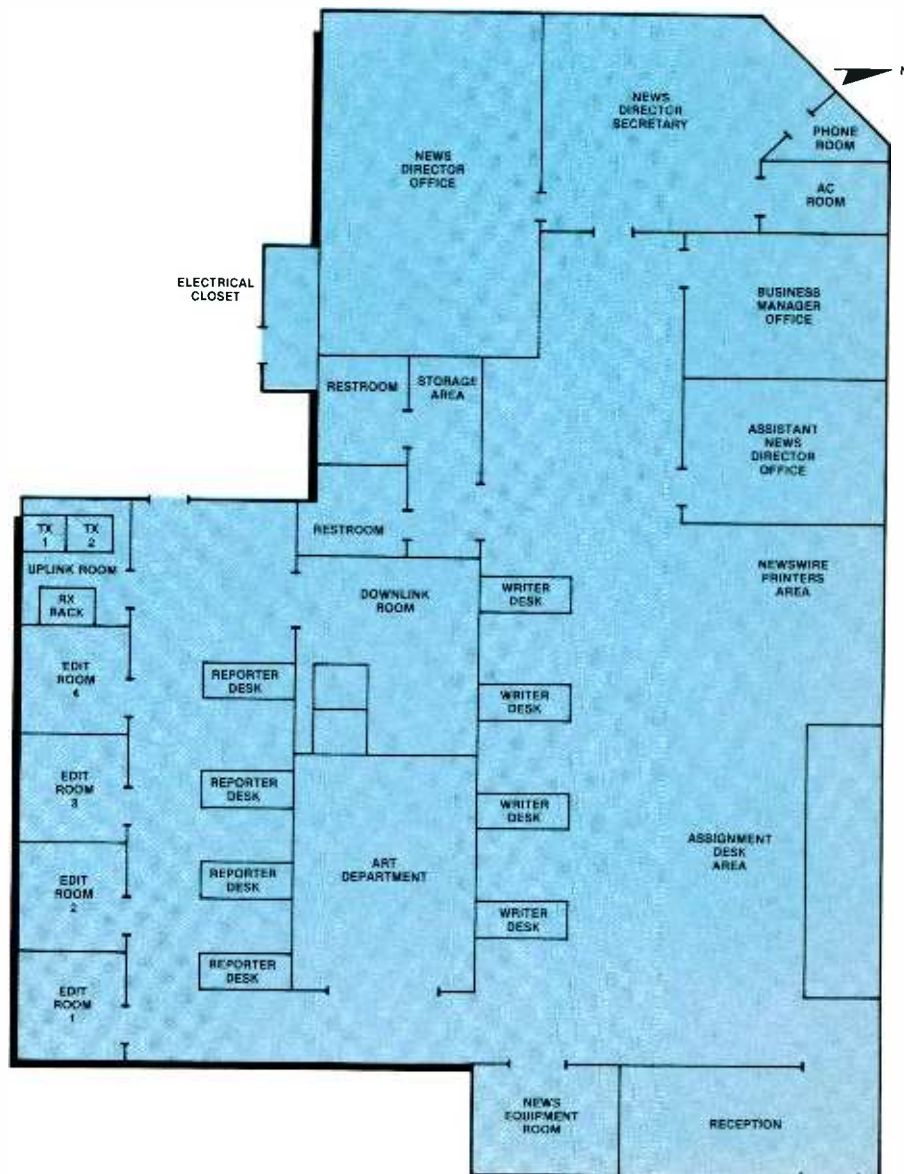 NEWS
DIRECTOR
SECRETARY
N
PHONE
ROOM
NEWS
DIRECTOR
OFFICE
AC
ROOM
ELECTRICAL
CLOSET
BUSINESS
MANAGER
OFFICE
RESTROOM
STORAGE
AREA
ASSISTANT
NEWS
DIRECTOR
OFFICE
TX
1
TX
2
RESTROOM
UPLINK ROOM
NEWSWIRE
PRINTERS
AREA
RX
RACK
DOWNLINK
ROOM
WRITER
DESK
EDIT
ROOM
4
REPORTER
DESK
WRITER
DESK
EDIT
ROOM
3
REPORTER
DESK
WRITER
DESK
ASSIGNMENT
DESK
AREA
EDIT
ROOM
2
REPORTER
DESK
ART
DEPARTMENT
WRITER
DESK
EDIT
ROOM
1
REPORTER
DESK
NEWS
EQUIPMENT
ROOM
RECEPTION